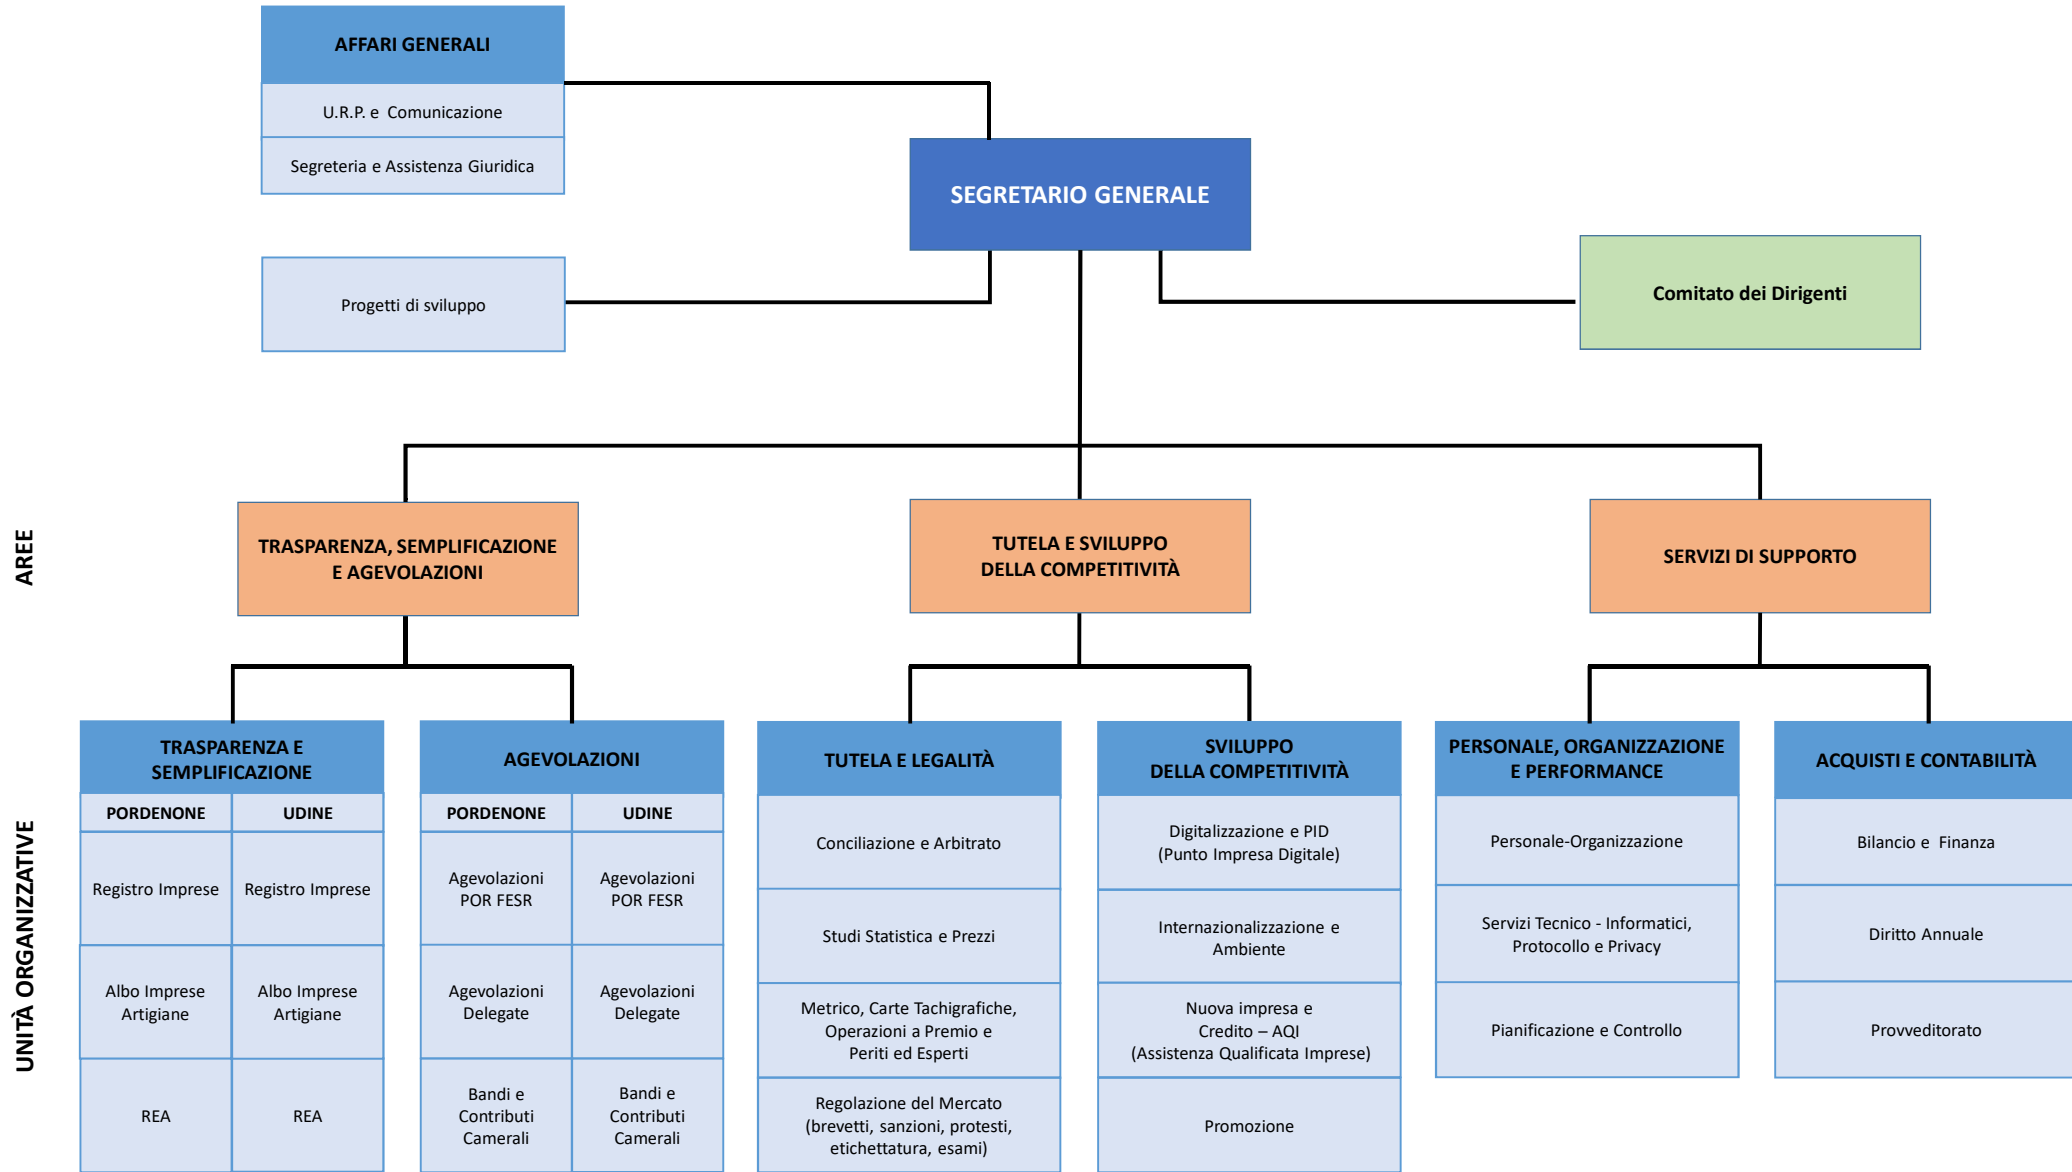 AFFARI GENERALI
U.R.P. e Comunicazione
Segreteria e Assistenza Giuridica
SEGRETARIO GENERALE
Progetti di sviluppo
Comitato dei Dirigenti
AREE
TRASPARENZA, SEMPLIFICAZIONE
E AGEVOLAZIONI
TUTELA E SVILUPPO
DELLA COMPETITIVITÀ
SERVIZI DI SUPPORTO
UNITÀ ORGANIZZATIVE
TRASPARENZA E
SEMPLIFICAZIONE
PORDENONE
UDINE
Registro Imprese
Registro Imprese
Albo Imprese
Artigiane
Albo Imprese
Artigiane
REA
REA
AGEVOLAZIONI
PORDENONE
UDINE
Agevolazioni
POR FESR
Agevolazioni
POR FESR
Agevolazioni
Delegate
Agevolazioni
Delegate
Bandi e
Contributi
Camerali
Bandi e
Contributi
Camerali
TUTELA E LEGALITÀ
Conciliazione e Arbitrato
Studi Statistica e Prezzi
Metrico, Carte Tachigrafiche,
Operazioni a Premio e
Periti ed Esperti
Regolazione del Mercato
(brevetti, sanzioni, protesti,
etichettatura, esami)
SVILUPPO
DELLA COMPETITIVITÀ
Digitalizzazione e PID
(Punto Impresa Digitale)
Internazionalizzazione e
Ambiente
Nuova impresa e
Credito – AQI
(Assistenza Qualificata Imprese)
Promozione
PERSONALE, ORGANIZZAZIONE
E PERFORMANCE
Personale-Organizzazione
Servizi Tecnico - Informatici,
Protocollo e Privacy
Pianificazione e Controllo
ACQUISTI E CONTABILITÀ
Bilancio e Finanza
Diritto Annuale
Provveditorato